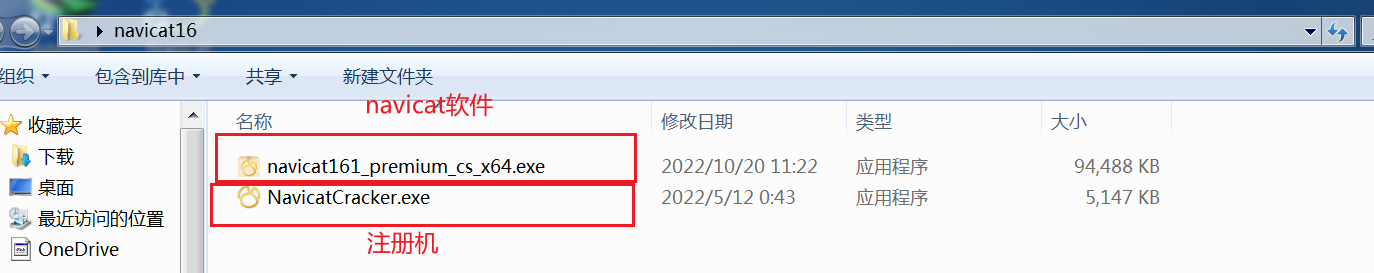 navicat16
组织 包含到库中 共享 新建文件夹
navicat软件
名称 修改日期 类型 大小
收藏夹
下载
桌面
最近访问的位置
OneDrive
navicat161_premium_cs_x64.exe 2022/10/20 11:22 应用程序 94,488 KB
NavicatCracker.exe 2022/5/12 0:43 应用程序 5,147 KB
注册机